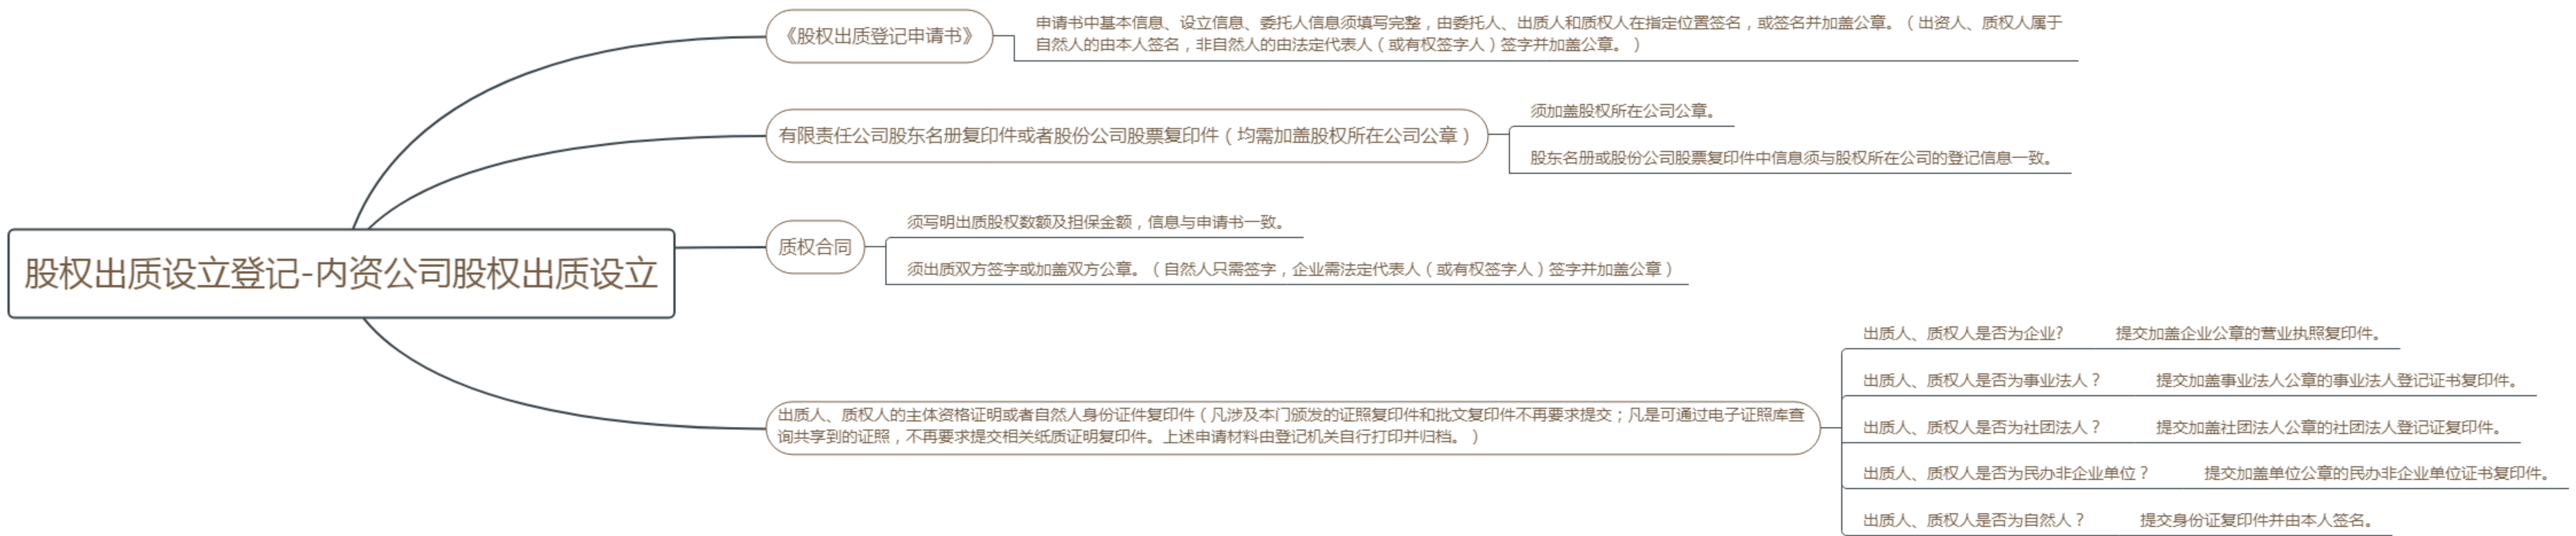 股权出质设立登记-内资公司股权出质设立
《股权出质登记申请书》
申请书中基本信息、设立信息、委托人信息须填写完整，由委托人、出质人和质权人在指定位置签名，或签名并加盖公章。（出资人、质权人属于
自然人的由本人签名，非自然人的由法定代表人（或有权签字人）签字并加盖公章。）
有限责任公司股东名册复印件或者股份公司股票复印件（均需加盖股权所在公司公章）
须加盖股权所在公司公章。
股东名册或股份公司股票复印件中信息须与股权所在公司的登记信息一致。
质权合同
须写明出质股权数额及担保金额，信息与申请书一致。
须出质双方签字或加盖双方公章。（自然人只需签字，企业需法定代表人（或有权签字人）签字并加盖公章）
出质人、质权人的主体资格证明或者自然人身份证件复印件（凡涉及本门颁发的证照复印件和批文复印件不再要求提交；凡是可通过电子证照库查
询共享到的证照，不再要求提交相关纸质证明复印件。上述申请材料由登记机关自行打印并归档。）
出质人、质权人是否为企业? 提交加盖企业公章的营业执照复印件。
出质人、质权人是否为事业法人？ 提交加盖事业法人公章的事业法人登记证书复印件。
出质人、质权人是否为社团法人？ 提交加盖社团法人公章的社团法人登记证复印件。
出质人、质权人是否为民办非企业单位？ 提交加盖单位公章的民办非企业单位证书复印件。
出质人、质权人是否为自然人？ 提交身份证复印件并由本人签名。